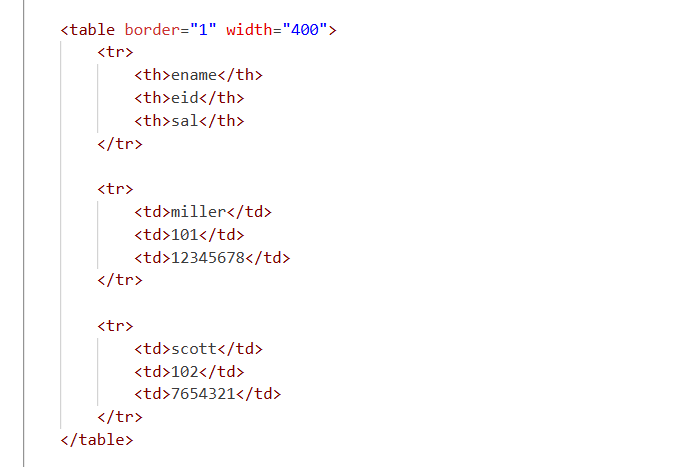 <table border="1" width="400">
<tr>
<th>ename</th>
<th>eid</th>
<th>sal</th>
</tr>
<tr>
<td>miller</td>
<td>101</td>
<td>12345678</td>
</tr>
<tr>
<td>scott</td>
<td>102</td>
<td>7654321</td>
</tr>
</table>